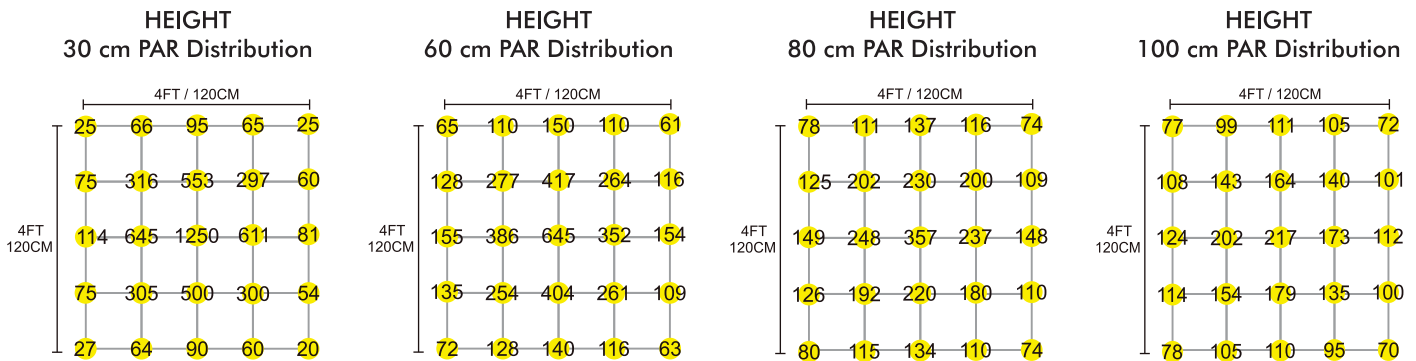 HEIGHT
30 cm PAR Distribution
4FT / 120CM
4FT
120CM
25 66 95 65 25
75 316 553 297 60
114 645 1250 611 81
75 305 500 300 54
27 64 90 60 20
HEIGHT
60 cm PAR Distribution
4FT / 120CM
4FT
120CM
65 110 150 110 61
128 277 417 264 116
155 386 645 352 154
135 254 404 261 109
72 128 140 116 63
HEIGHT
80 cm PAR Distribution
4FT / 120CM
4FT
120CM
78 111 137 116 74
125 202 230 200 109
149 248 357 237 148
126 192 220 180 110
80 115 134 110 74
HEIGHT
100 cm PAR Distribution
4FT / 120CM
4FT
120CM
77 99 111 105 72
108 143 164 140 101
124 202 217 173 112
114 154 179 135 100
78 105 110 95 70